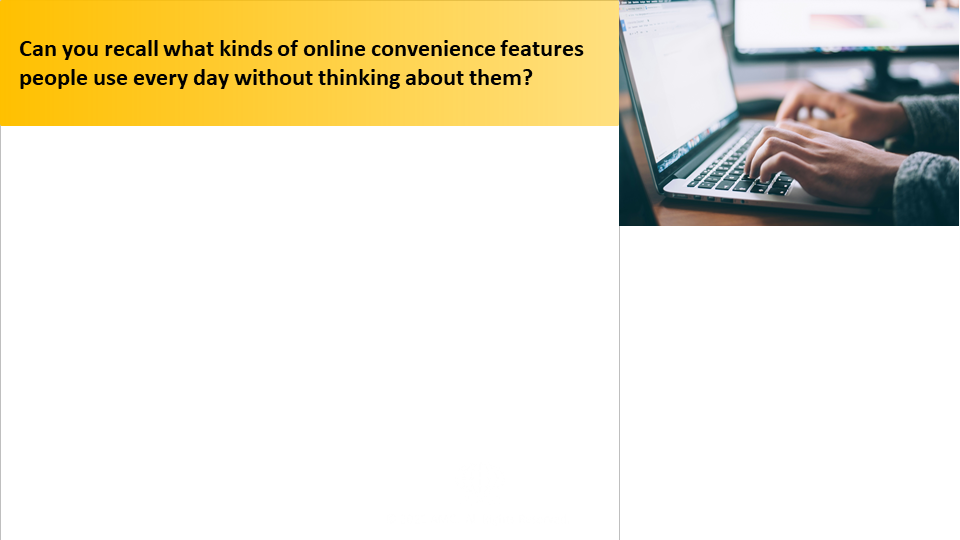 Can you recall what kinds of online convenience features
people use every day without thinking about them?